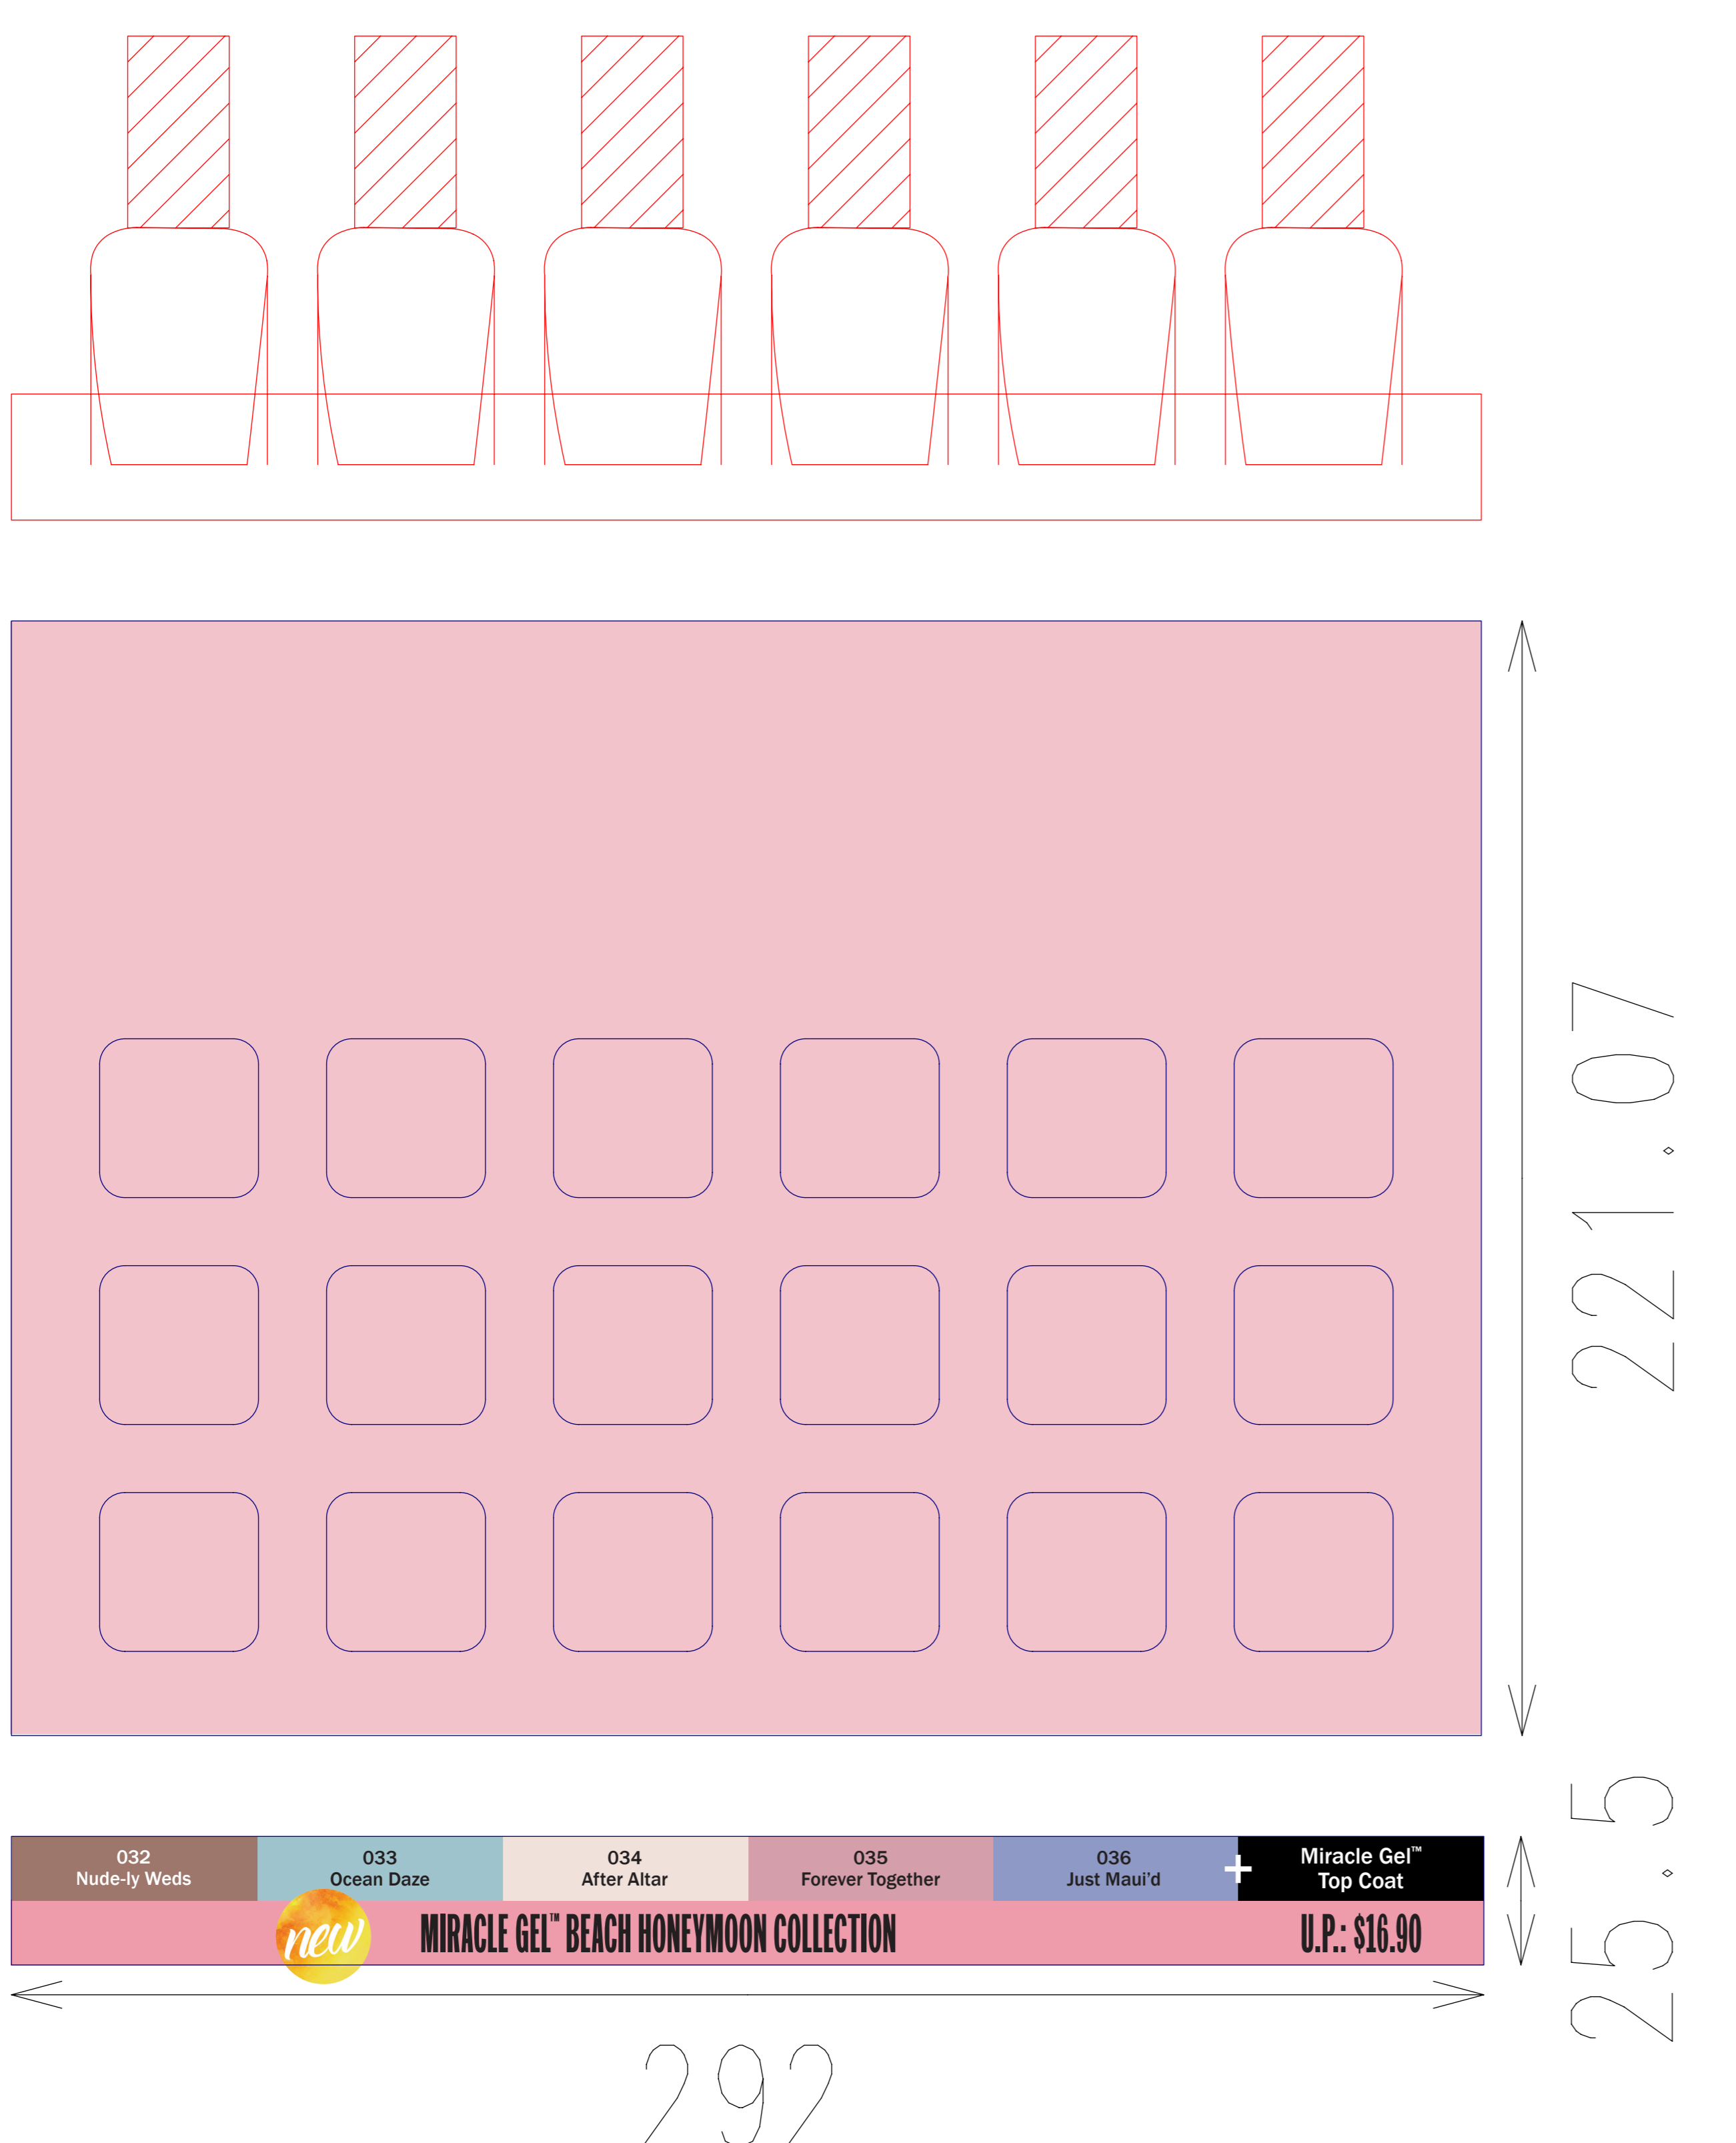 221.07
032
Nude-ly Weds
033
Ocean Daze
034
After Altar
035
Forever Together
036
Just Maui’d
+
Miracle Gel™
Top Coat
new
MIRACLE GEL™ BEACH HONEYMOON COLLECTION
U.P.: $16.90
25.5
292